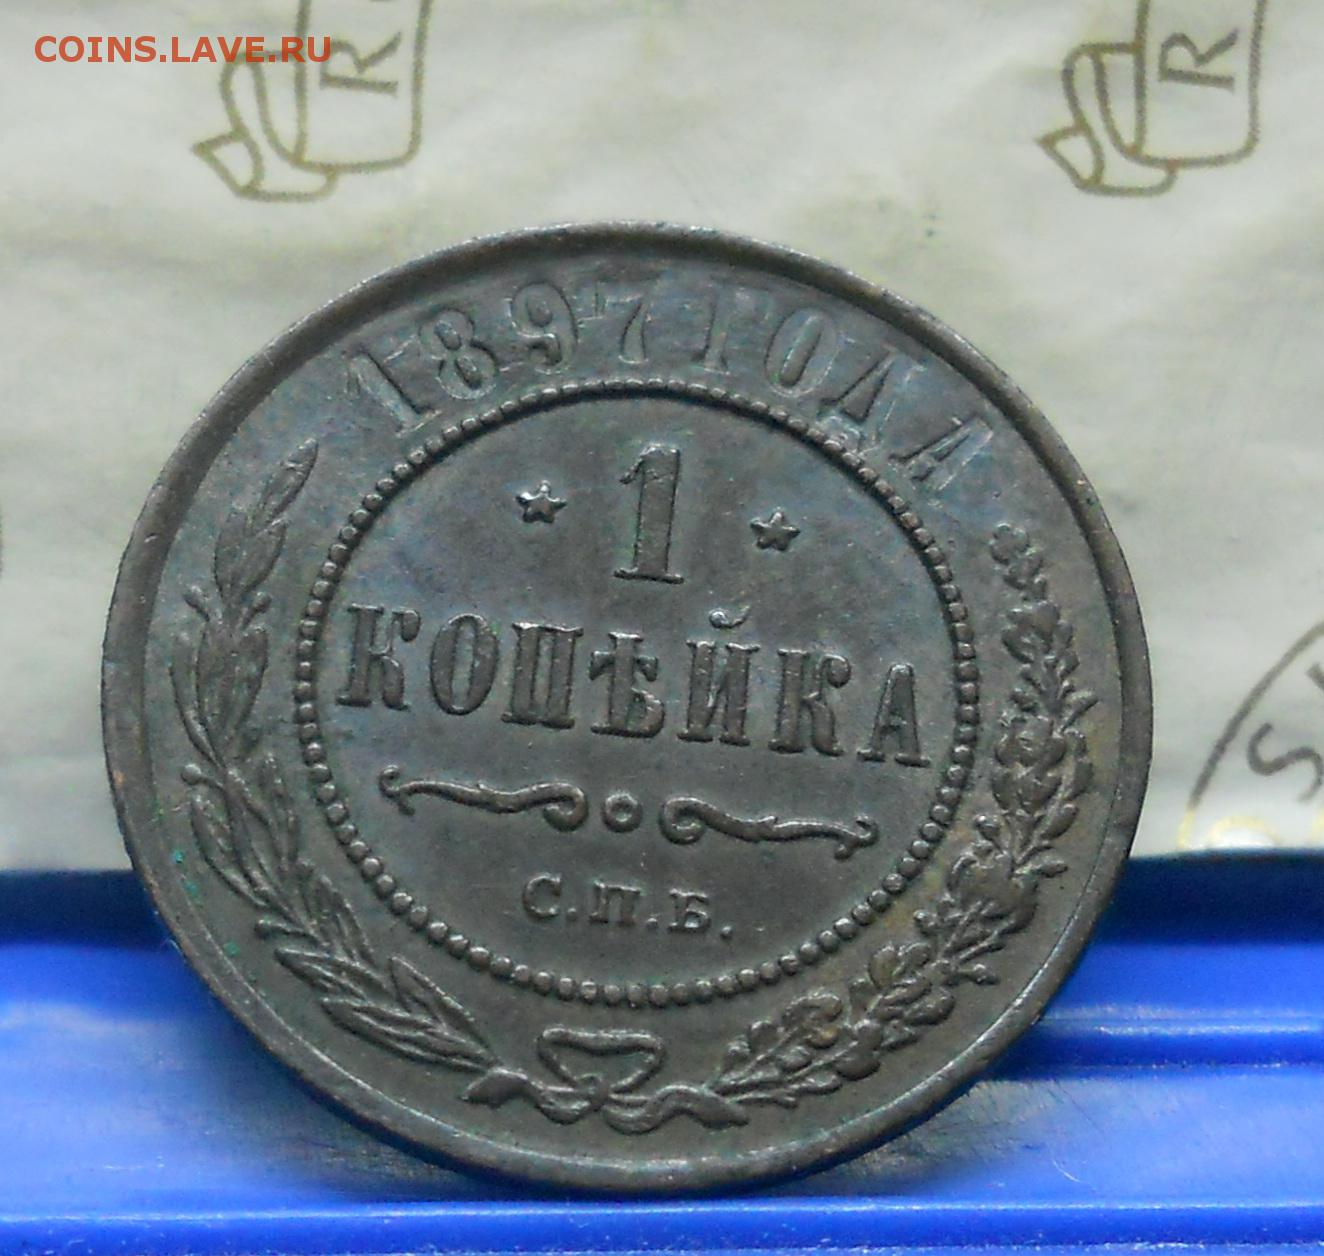 COINS.LAVE.RU
R
R
1897 ГОДА
1
КОПѢЙКА
С.П.Б.